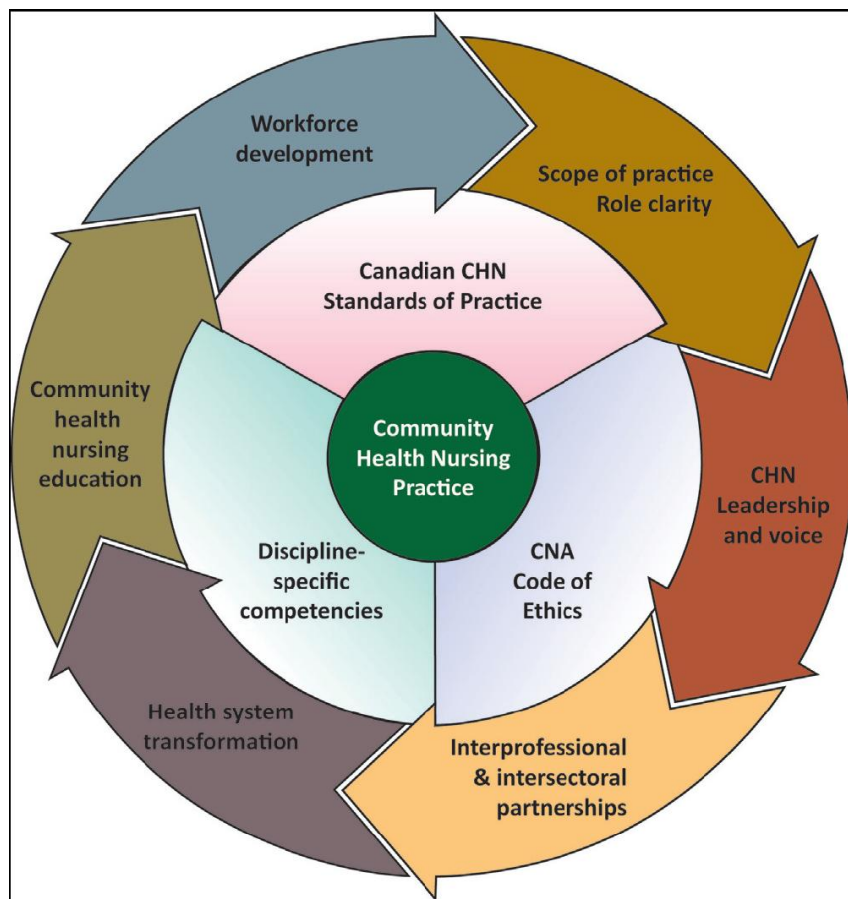 Workforce
development
Scope of practice
Role clarity
Canadian CHN
Standards of Practice
Community
health
nursing
education
Community
Health Nursing
Practice
CHN
Leadership
and voice
Discipline-
specific
competencies
CNA
Code of
Ethics
Health system
transformation
Interprofessional
& intersectoral
partnerships